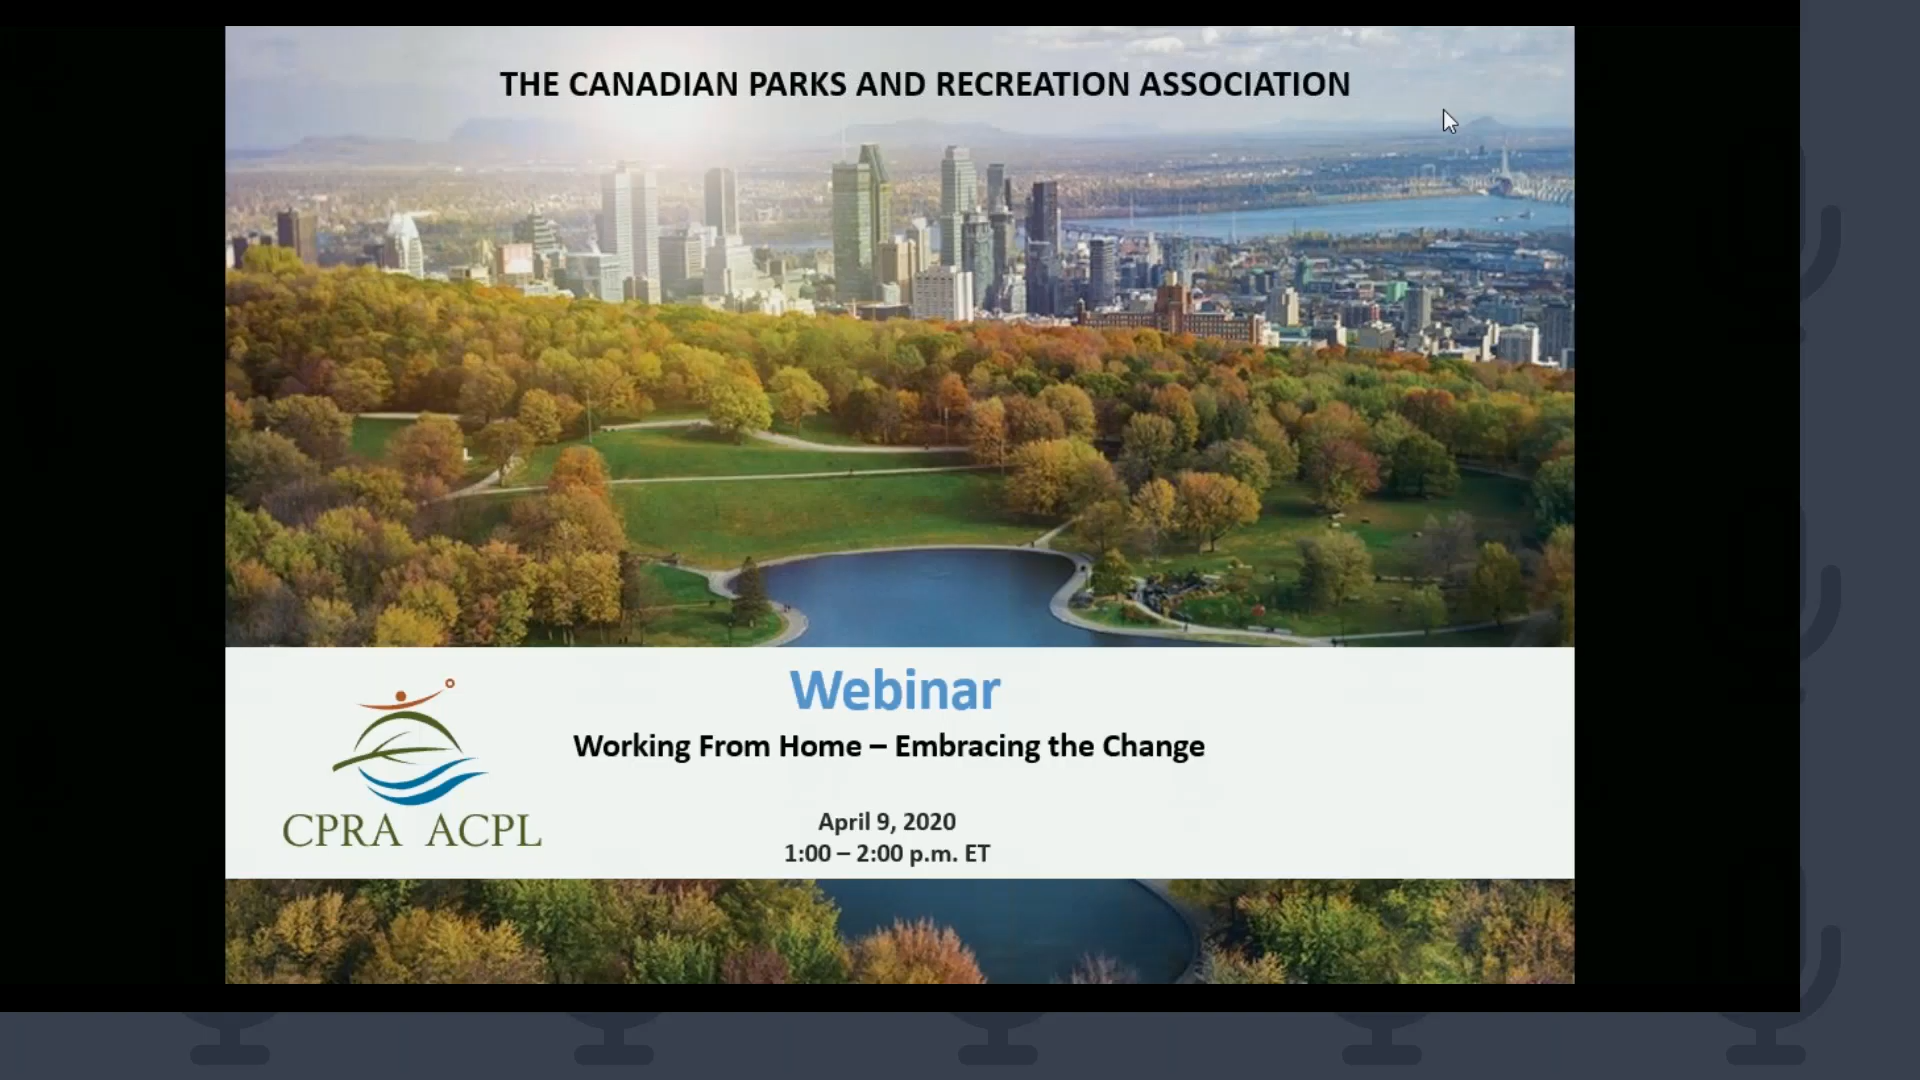 THE CANADIAN PARKS AND RECREATION ASSOCIATION
Webinar
Working From Home – Embracing the Change
April 9, 2020
1:00 – 2:00 p.m. ET
CPRA ACPL